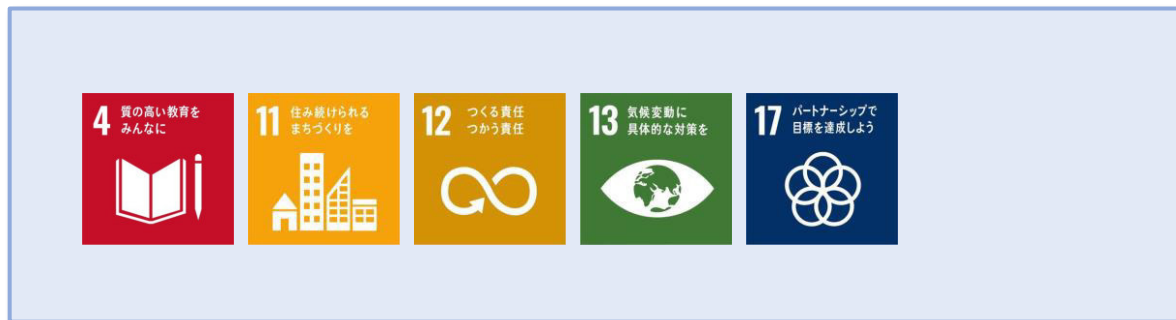 4 質の高い教育を
みんなに
11 住み続けられる
まちづくりを
12 つくる責任
つかう責任
13 気候変動に
具体的な対策を
17 パートナーシップで
目標を達成しよう